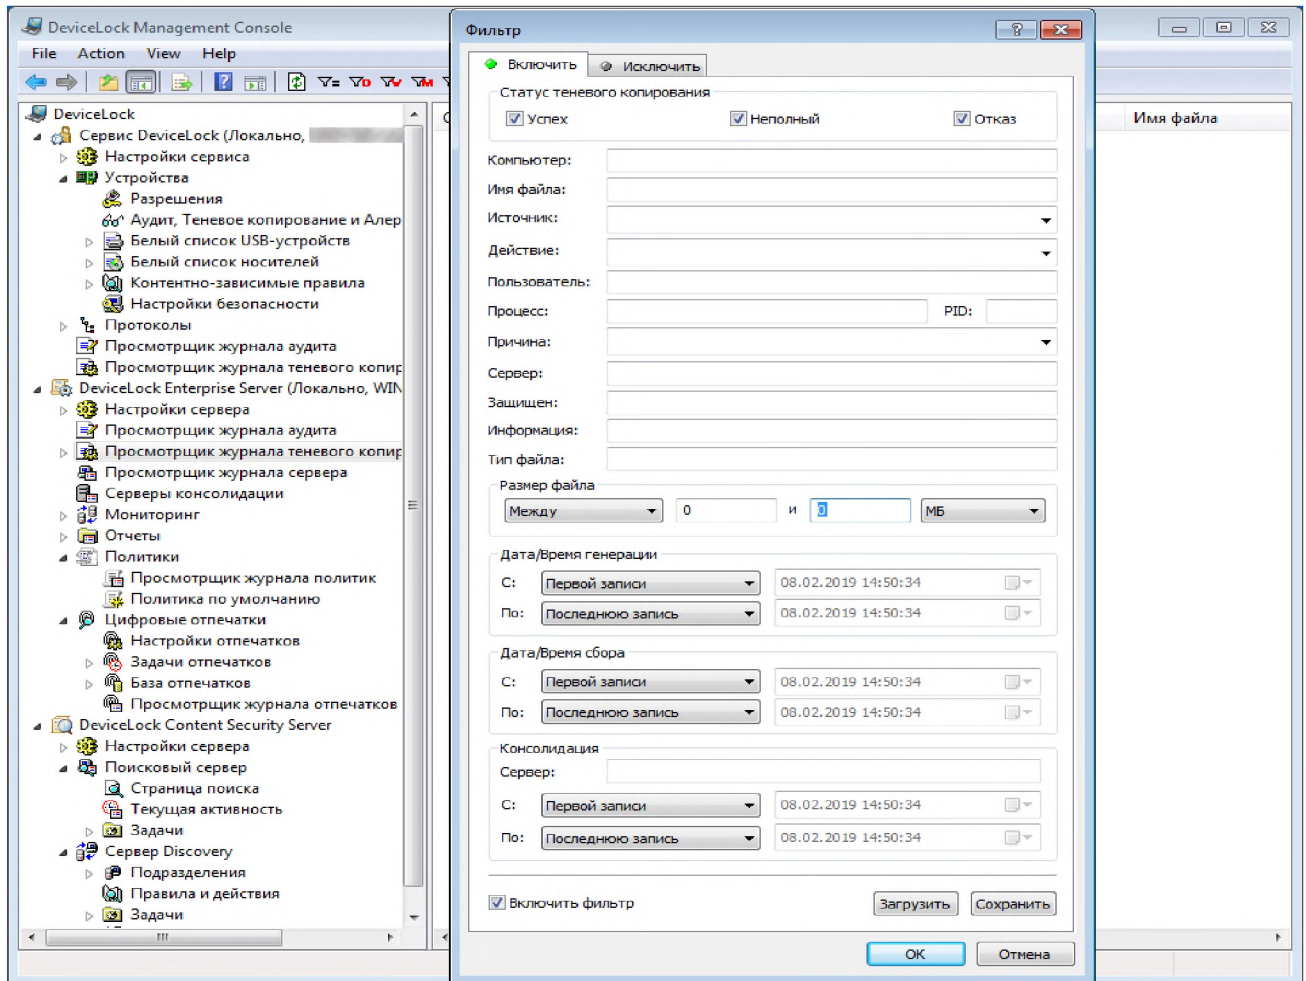 DeviceLock Management Console
File Action View Help
DeviceLock
Сервис DeviceLock (Локально,
Настройки сервиса
Устройства
Разрешения
Аудит, Теневое копирование и Алер
Белый список USB-устройств
Белый список носителей
Контентно-зависимые правила
Настройки безопасности
Протоколы
Просмотрщик журнала аудита
Просмотрщик журнала теневого копир
DeviceLock Enterprise Server (Локально, WIN
Настройки сервера
Просмотрщик журнала аудита
Просмотрщик журнала теневого копир
Просмотрщик журнала сервера
Серверы консолидации
Мониторинг
Отчеты
Политики
Просмотрщик журнала политик
Политика по умолчанию
Цифровые отпечатки
Настройки отпечатков
Задачи отпечатков
База отпечатков
Просмотрщик журнала отпечатков
DeviceLock Content Security Server
Настройки сервера
Поисковый сервер
Страница поиска
Текущая активность
Задачи
Сервер Discovery
Подразделения
Правила и действия
Задачи
Фильтр
Включить Исключить
Статус теневого копирования
Успех Неполный Отказ
Компьютер:
Имя файла:
Источник:
Действие:
Пользователь:
Процесс: PID:
Причина:
Сервер:
Защищен:
Информация:
Тип файла:
Размер файла
Между 0 и 0 МБ
Дата/Время генерации
С: Первой записи 08.02.2019 14:50:34
По: Последнюю запись 08.02.2019 14:50:34
Дата/Время сбора
С: Первой записи 08.02.2019 14:50:34
По: Последнюю запись 08.02.2019 14:50:34
Консолидация
Сервер:
С: Первой записи 08.02.2019 14:50:34
По: Последнюю запись 08.02.2019 14:50:34
Включить фильтр Загрузить Сохранить
OK Отмена
Имя файла